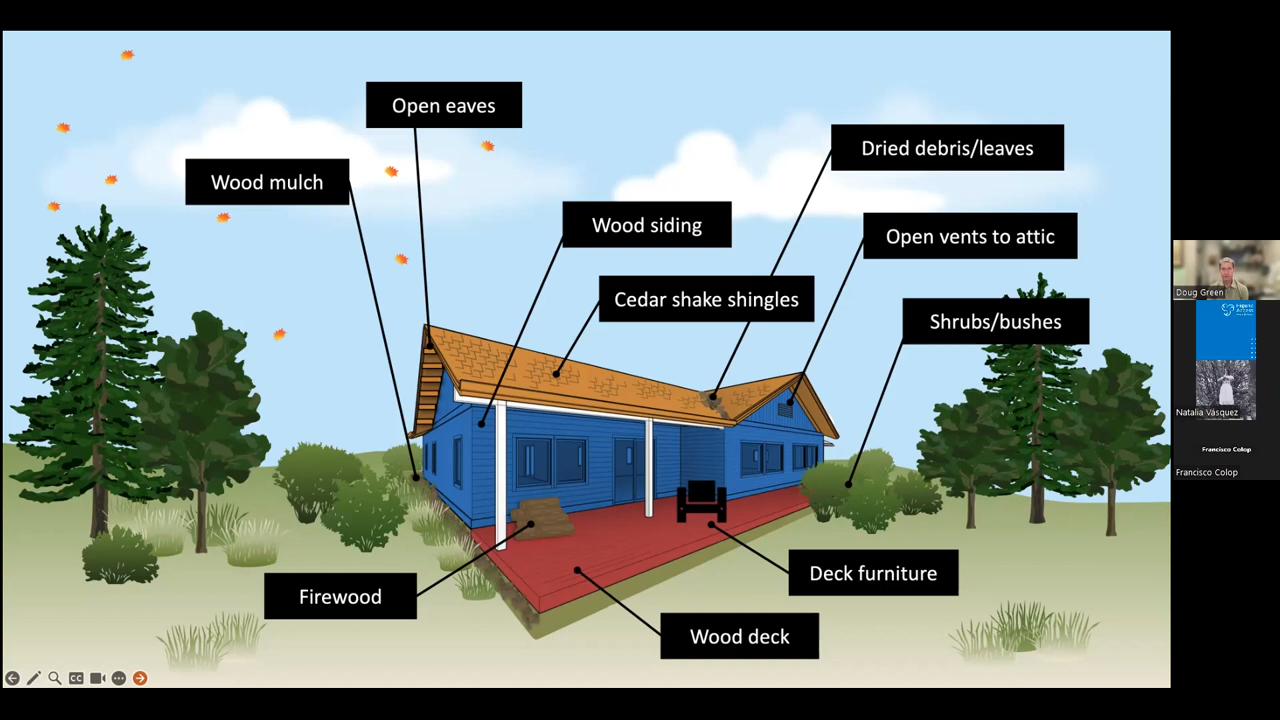 Open eaves
Dried debris/leaves
Wood mulch
Wood siding
Open vents to attic
Cedar shake shingles
Shrubs/bushes
Deck furniture
Firewood
Wood deck
CC
Doug Green
Natalia Vásquez
Francisco Colop
Francisco Colop